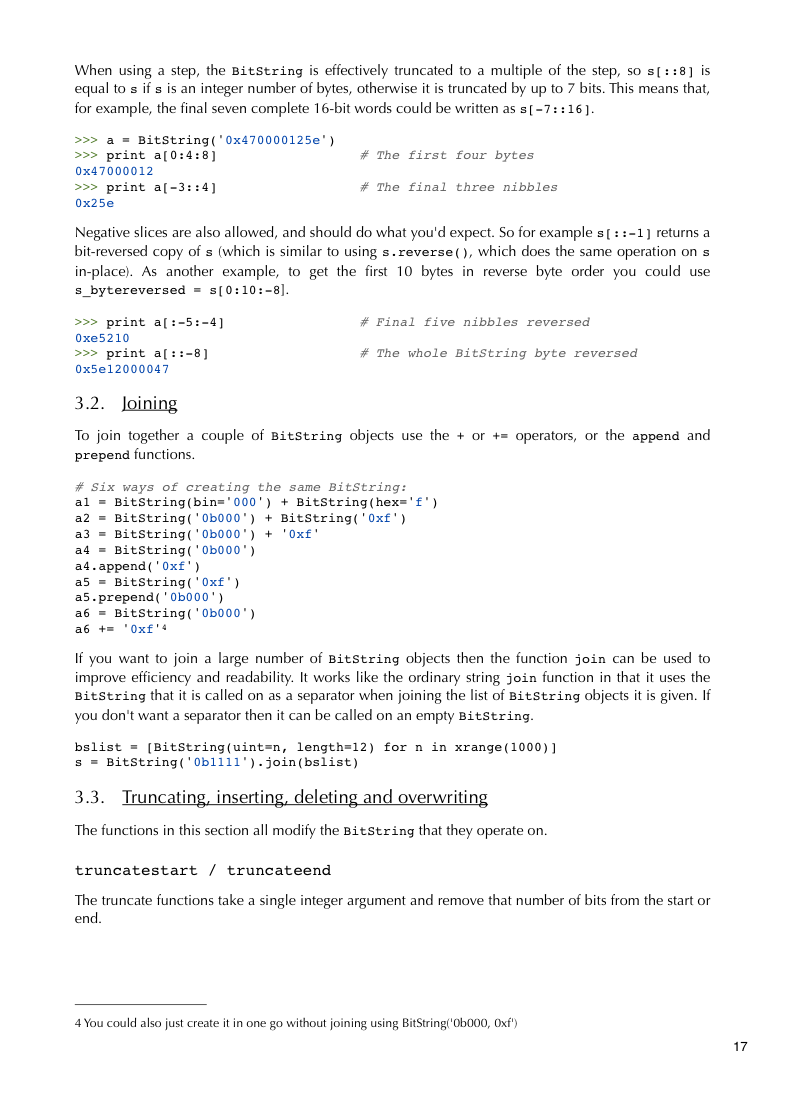 When using a step, the BitString is effectively truncated to a multiple of the step, so s[::8] is
equal to s if s is an integer number of bytes, otherwise it is truncated by up to 7 bits. This means that,
for example, the final seven complete 16-bit words could be written as s[-7::16].
>>> a = BitString('0x470000125e')
>>> print a[0:4:8] # The first four bytes
0x47000012
>>> print a[-3::4] # The final three nibbles
0x25e
Negative slices are also allowed, and should do what you'd expect. So for example s[::-1] returns a
bit-reversed copy of s (which is similar to using s.reverse(), which does the same operation on s
in-place). As another example, to get the first 10 bytes in reverse byte order you could use
s_bytereversed = s[0:10:-8].
>>> print a[:-5:-4] # Final five nibbles reversed
0xe5210
>>> print a[::-8] # The whole BitString byte reversed
0x5e12000047
3.2. Joining
To join together a couple of BitString objects use the + or += operators, or the append and
prepend functions.
# Six ways of creating the same BitString:
a1 = BitString(bin='000') + BitString(hex='f')
a2 = BitString('0b000') + BitString('0xf')
a3 = BitString('0b000') + '0xf'
a4 = BitString('0b000')
a4.append('0xf')
a5 = BitString('0xf')
a5.prepend('0b000')
a6 = BitString('0b000')
a6 += '0xf'4
If you want to join a large number of BitString objects then the function join can be used to
improve efficiency and readability. It works like the ordinary string join function in that it uses the
BitString that it is called on as a separator when joining the list of BitString objects it is given. If
you don't want a separator then it can be called on an empty BitString.
bslist = [BitString(uint=n, length=12) for n in xrange(1000)]
s = BitString('0b1111').join(bslist)
3.3. Truncating, inserting, deleting and overwriting
The functions in this section all modify the BitString that they operate on.
truncatestart / truncateend
The truncate functions take a single integer argument and remove that number of bits from the start or
end.
4 You could also just create it in one go without joining using BitString('0b000, 0xf')
17